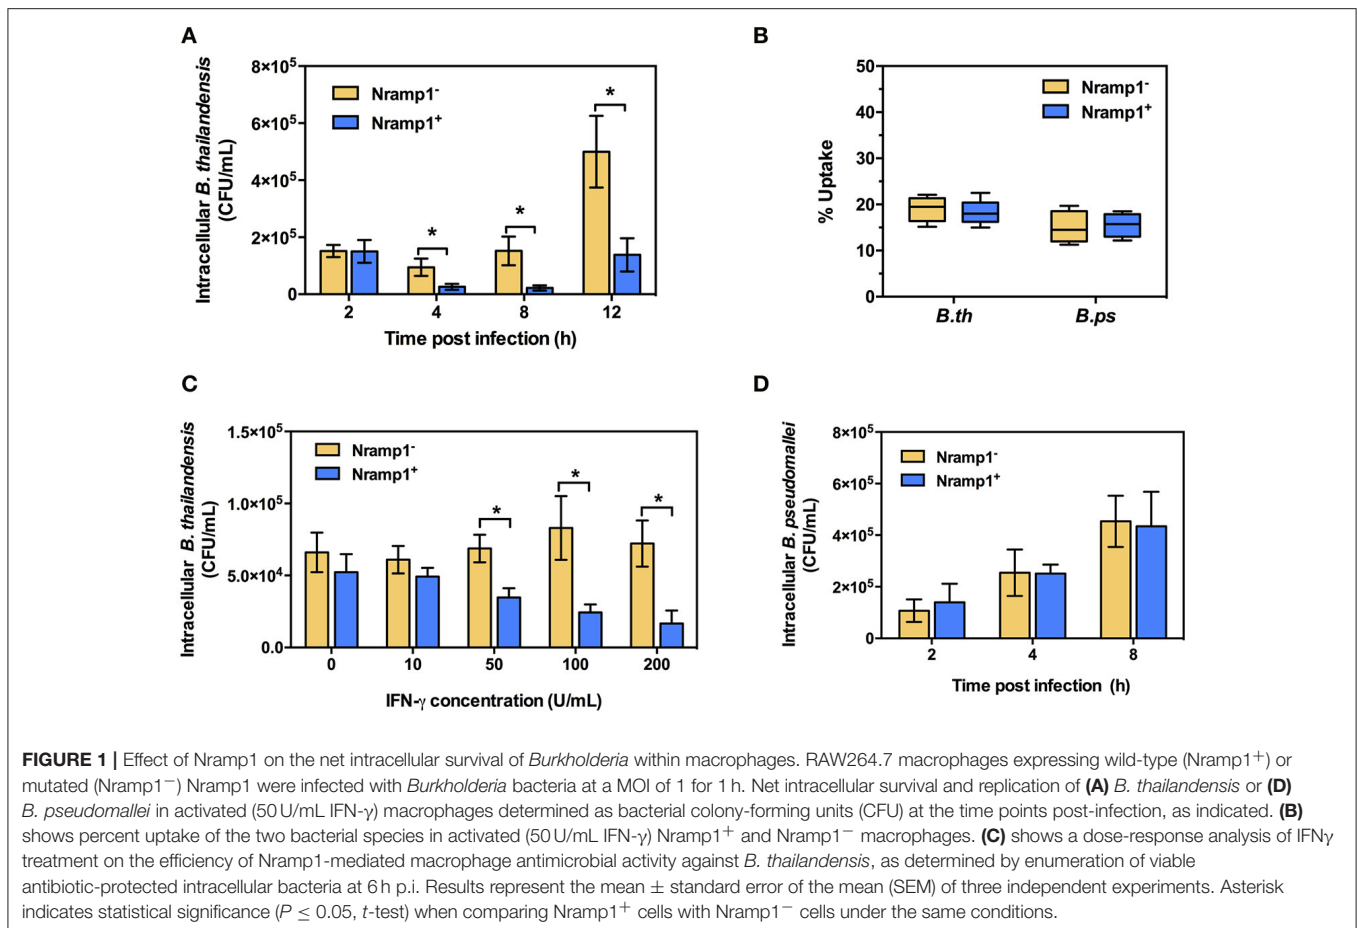 A
8×10⁵
6×10⁵
4×10⁵
2×10⁵
0
Intracellular B. thailandensis
(CFU/mL)
Nramp1⁻
Nramp1⁺
*
*
*
2 4 8 12
Time post infection (h)
B
50
40
30
20
10
0
% Uptake
Nramp1⁻
Nramp1⁺
B.th B.ps
C
1.5×10⁵
1.0×10⁵
5.0×10⁴
0.0
Intracellular B. thailandensis
(CFU/mL)
Nramp1⁻
Nramp1⁺
*
*
*
0 10 50 100 200
IFN-γ concentration (U/mL)
D
8×10⁵
6×10⁵
4×10⁵
2×10⁵
0
Intracellular B. pseudomallei
(CFU/mL)
Nramp1⁻
Nramp1⁺
2 4 8
Time post infection (h)
FIGURE 1 | Effect of Nramp1 on the net intracellular survival of Burkholderia within macrophages. RAW264.7 macrophages expressing wild-type (Nramp1⁺) or
mutated (Nramp1⁻) Nramp1 were infected with Burkholderia bacteria at a MOI of 1 for 1 h. Net intracellular survival and replication of (A) B. thailandensis or (D)
B. pseudomallei in activated (50 U/mL IFN-γ) macrophages determined as bacterial colony-forming units (CFU) at the time points post-infection, as indicated. (B)
shows percent uptake of the two bacterial species in activated (50 U/mL IFN-γ) Nramp1⁺ and Nramp1⁻ macrophages. (C) shows a dose-response analysis of IFNγ
treatment on the efficiency of Nramp1-mediated macrophage antimicrobial activity against B. thailandensis, as determined by enumeration of viable
antibiotic-protected intracellular bacteria at 6 h p.i. Results represent the mean ± standard error of the mean (SEM) of three independent experiments. Asterisk
indicates statistical significance (P ≤ 0.05, t-test) when comparing Nramp1⁺ cells with Nramp1⁻ cells under the same conditions.